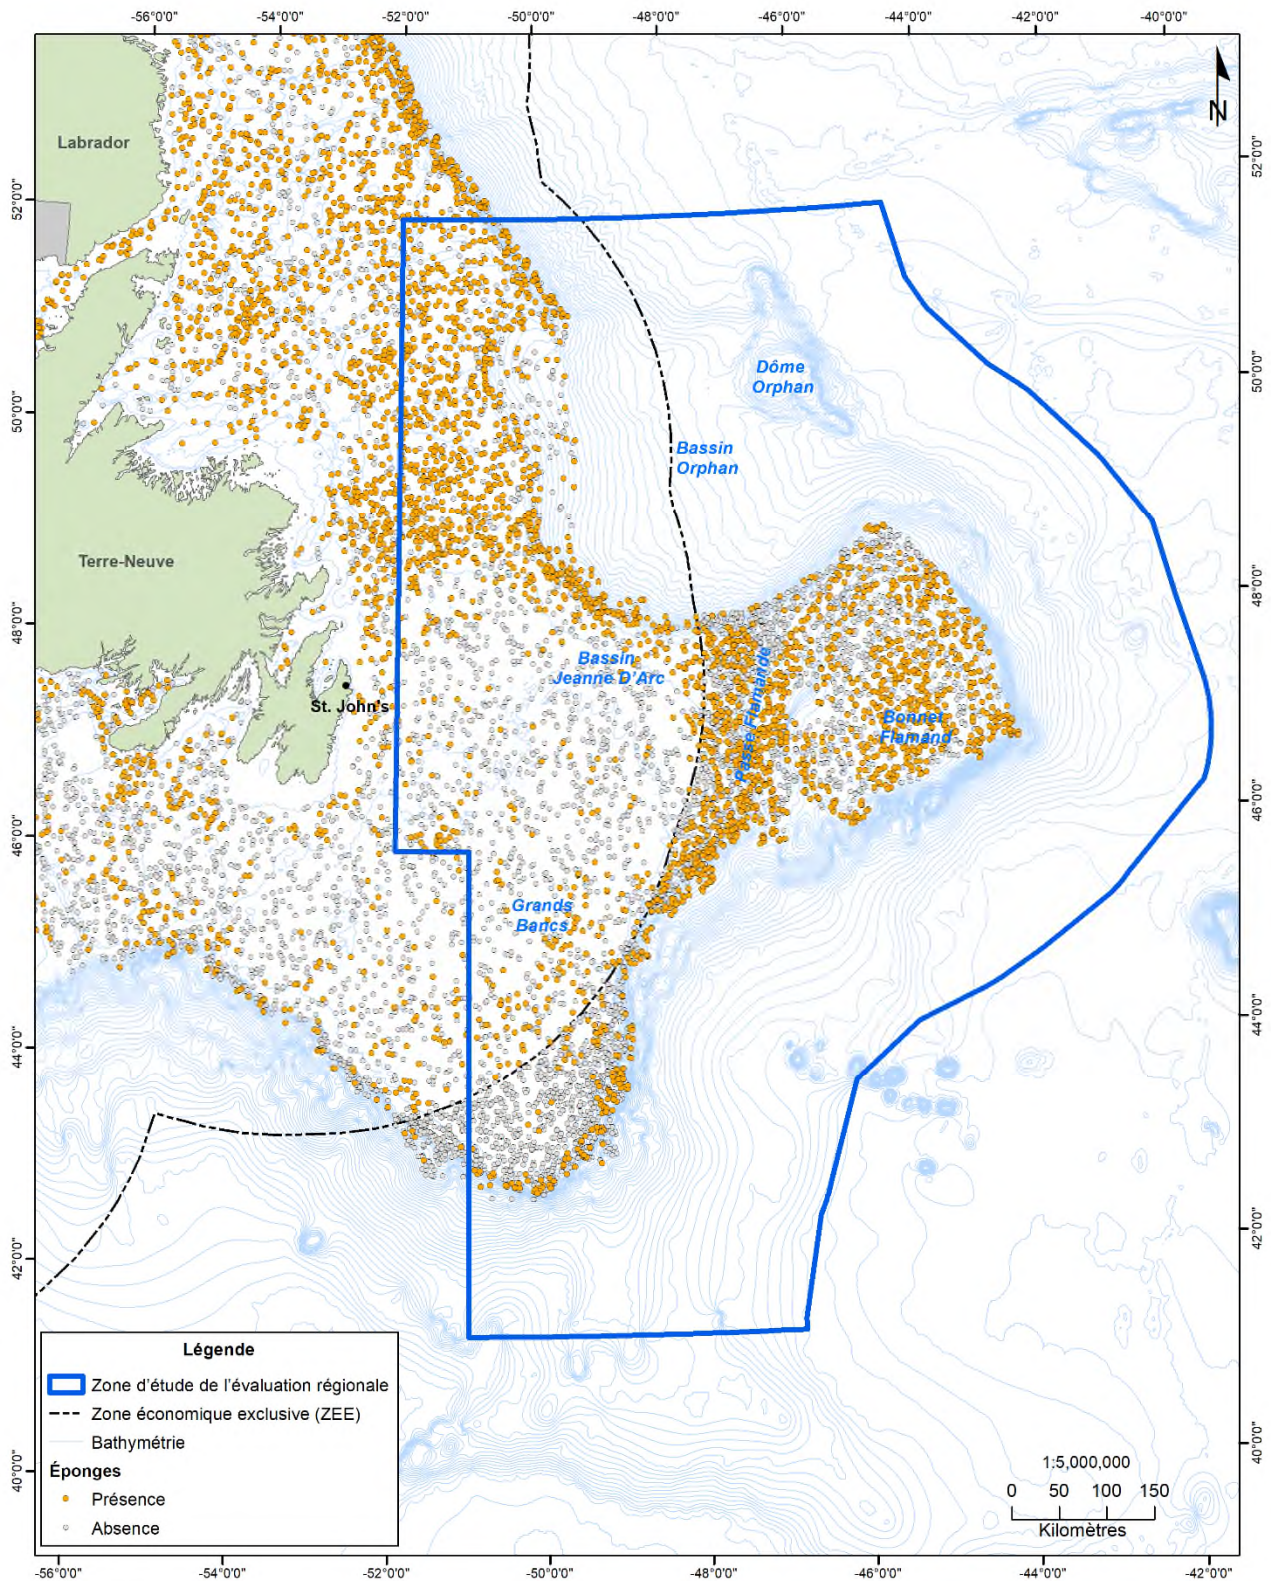 -56°0'0" -54°0'0" -52°0'0" -50°0'0" -48°0'0" -46°0'0" -44°0'0" -42°0'0" -40°0'0"
N
Labrador
52°0'0" 52°0'0"
Dôme
Orphan
50°0'0" 50°0'0"
Bassin
Orphan
Terre-Neuve
48°0'0" 48°0'0"
Bassin
Jeanne D'Arc
Passe Flamande
St. John's
Bonnet
Flamand
46°0'0" 46°0'0"
Grands
Bancs
44°0'0" 44°0'0"
42°0'0" 42°0'0"
Légende
Zone d'étude de l'évaluation régionale
Zone économique exclusive (ZEE)
Bathymétrie
Éponges
Présence
Absence
40°0'0" 40°0'0"
1:5,000,000
0 50 100 150
Kilomètres
-56°0'0" -54°0'0" -52°0'0" -50°0'0" -48°0'0" -46°0'0" -44°0'0" -42°0'0"